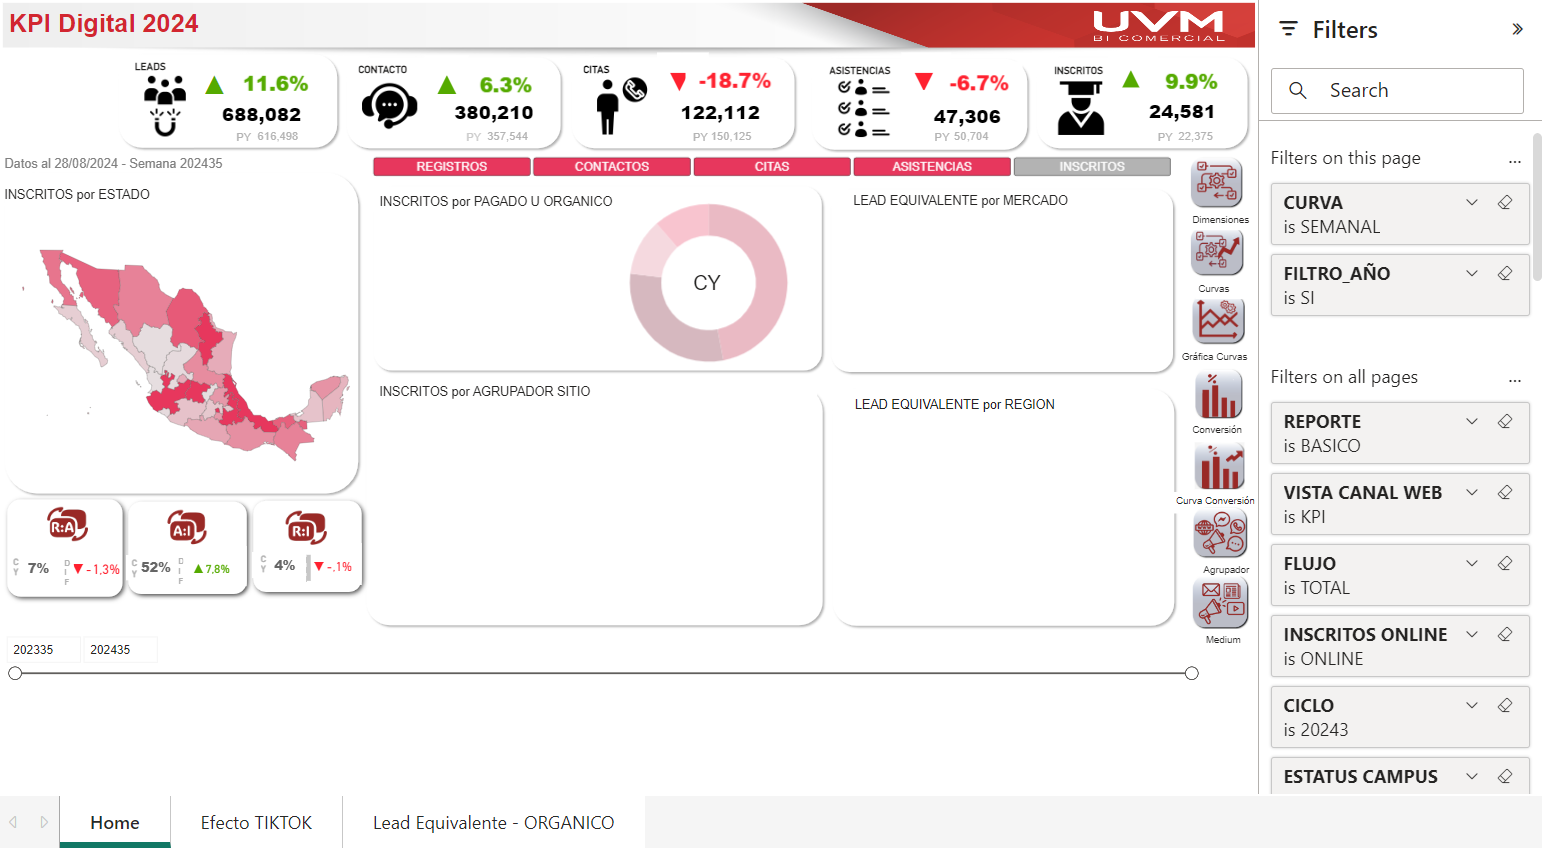 KPI Digital 2024
UVM
BI COMERCIAL
LEADS
11.6%
688,082
PY 616,498
CONTACTO
6.3%
380,210
PY 357,544
CITAS
-18.7%
122,112
PY 150,125
ASISTENCIAS
-6.7%
47,306
PY 50,704
INSCRITOS
9.9%
24,581
PY 22,375
Datos al 28/08/2024 - Semana 202435
REGISTROS
CONTACTOS
CITAS
ASISTENCIAS
INSCRITOS
INSCRITOS por ESTADO
INSCRITOS por PAGADO U ORGANICO
CY
LEAD EQUIVALENTE por MERCADO
INSCRITOS por AGRUPADOR SITIO
LEAD EQUIVALENTE por REGION
Dimensiones
Curvas
Gráfica Curvas
Conversión
Curva Conversión
Agrupador
Medium
R:A
CY 7% DIF -1,3%
A:I
CY 52% DIF 7,8%
R:I
CY 4% -.1%
202335
202435
Filters
Search
Filters on this page
...
CURVA
is SEMANAL
FILTRO_AÑO
is SI
Filters on all pages
...
REPORTE
is BASICO
VISTA CANAL WEB
is KPI
FLUJO
is TOTAL
INSCRITOS ONLINE
is ONLINE
CICLO
is 20243
ESTATUS CAMPUS
Home
Efecto TIKTOK
Lead Equivalente - ORGANICO